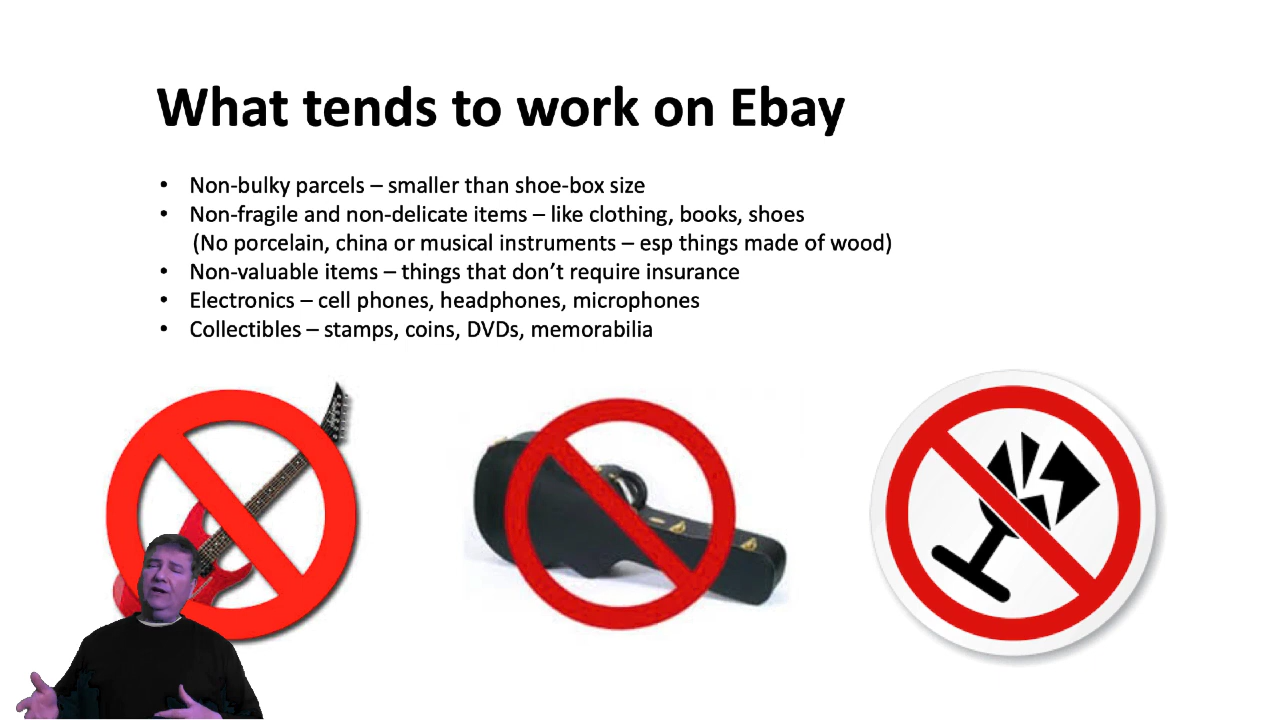 What tends to work on Ebay
• Non-bulky parcels – smaller than shoe-box size
• Non-fragile and non-delicate items – like clothing, books, shoes
(No porcelain, china or musical instruments – esp things made of wood)
• Non-valuable items – things that don’t require insurance
• Electronics – cell phones, headphones, microphones
• Collectibles – stamps, coins, DVDs, memorabilia